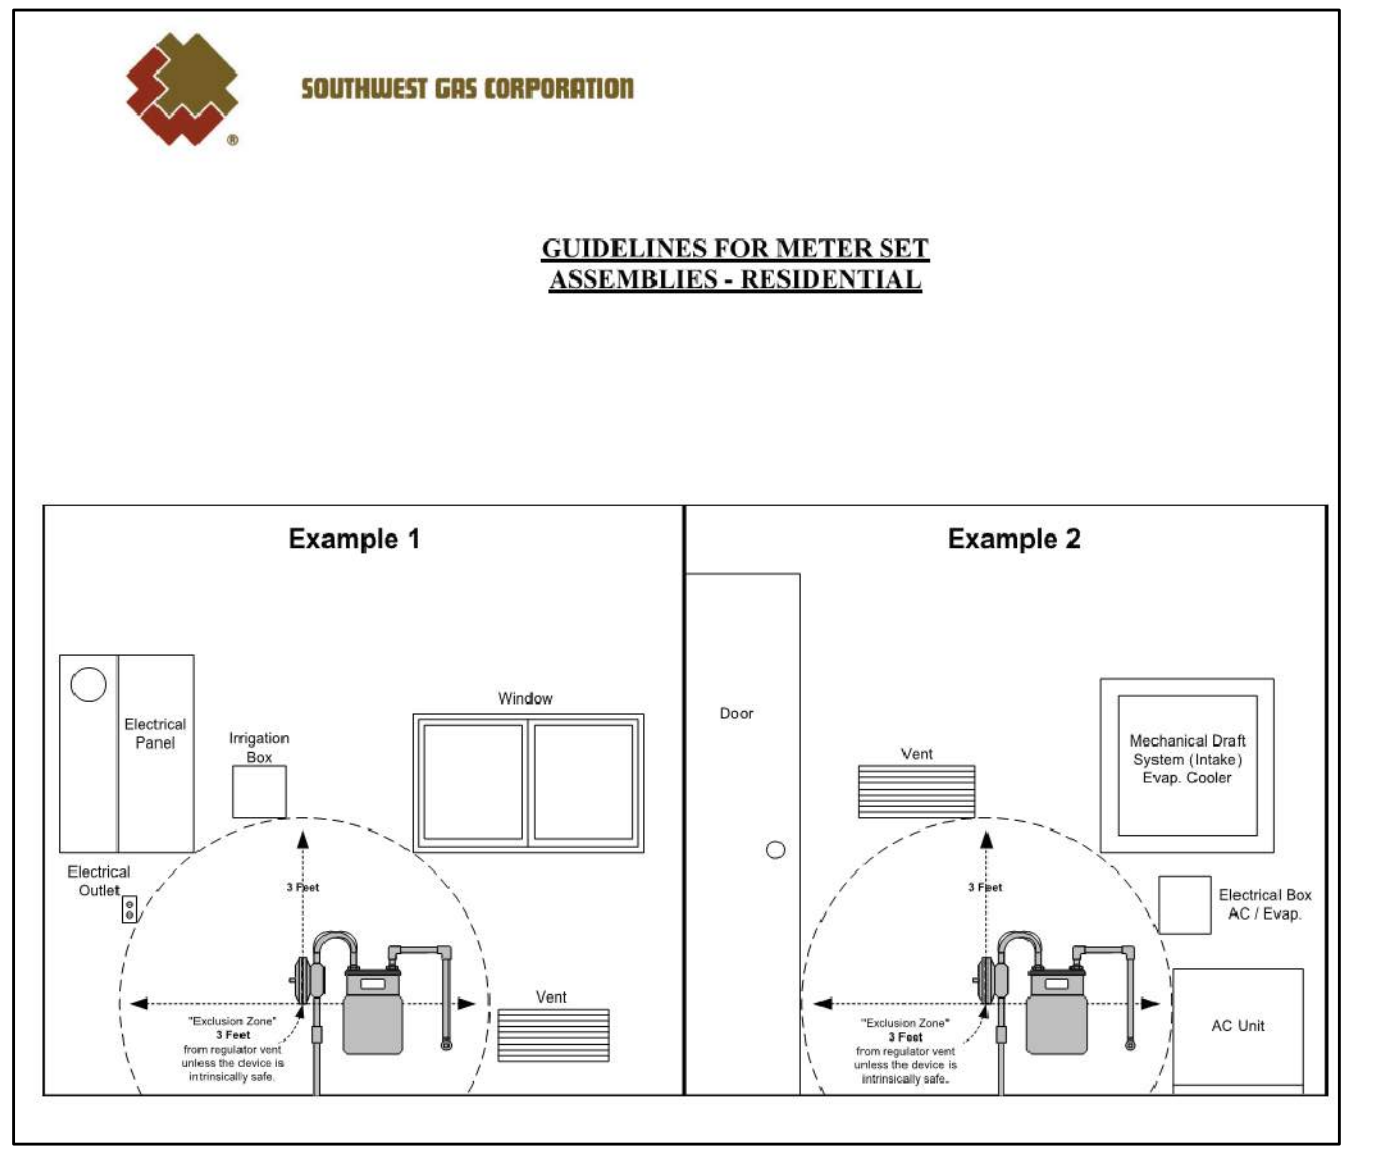 SOUTHWEST GAS CORPORATION
®
GUIDELINES FOR METER SET
ASSEMBLIES - RESIDENTIAL
Example 1
Electrical
Panel
Irrigation
Box
Window
Electrical
Outlet
3 Feet
"Exclusion Zone"
3 Feet
from regulator vent
unless the device is
intrinsically safe.
Vent
Example 2
Door
Vent
Mechanical Draft
System (Intake)
Evap. Cooler
3 Feet
Electrical Box
AC / Evap.
"Exclusion Zone"
3 Feet
from regulator vent
unless the device is
intrinsically safe.
AC Unit